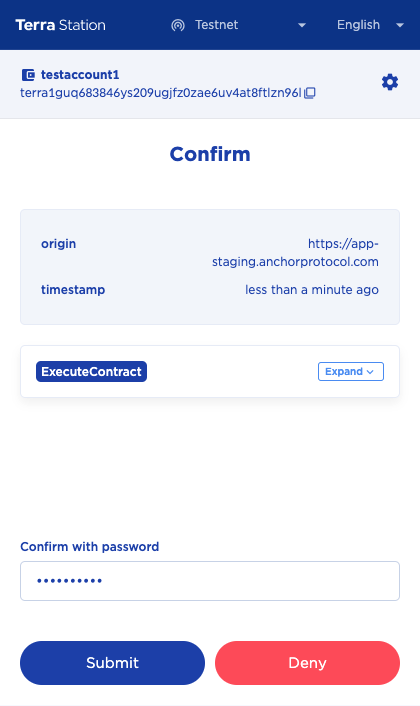 Terra Station
Testnet
English
testaccount1
terra1guq683846ys209ugjfz0zae6uv4at8ftlzn96l
Confirm
origin
https://app-
staging.anchorprotocol.com
timestamp
less than a minute ago
ExecuteContract
Expand
Confirm with password
••••••••••
Submit
Deny